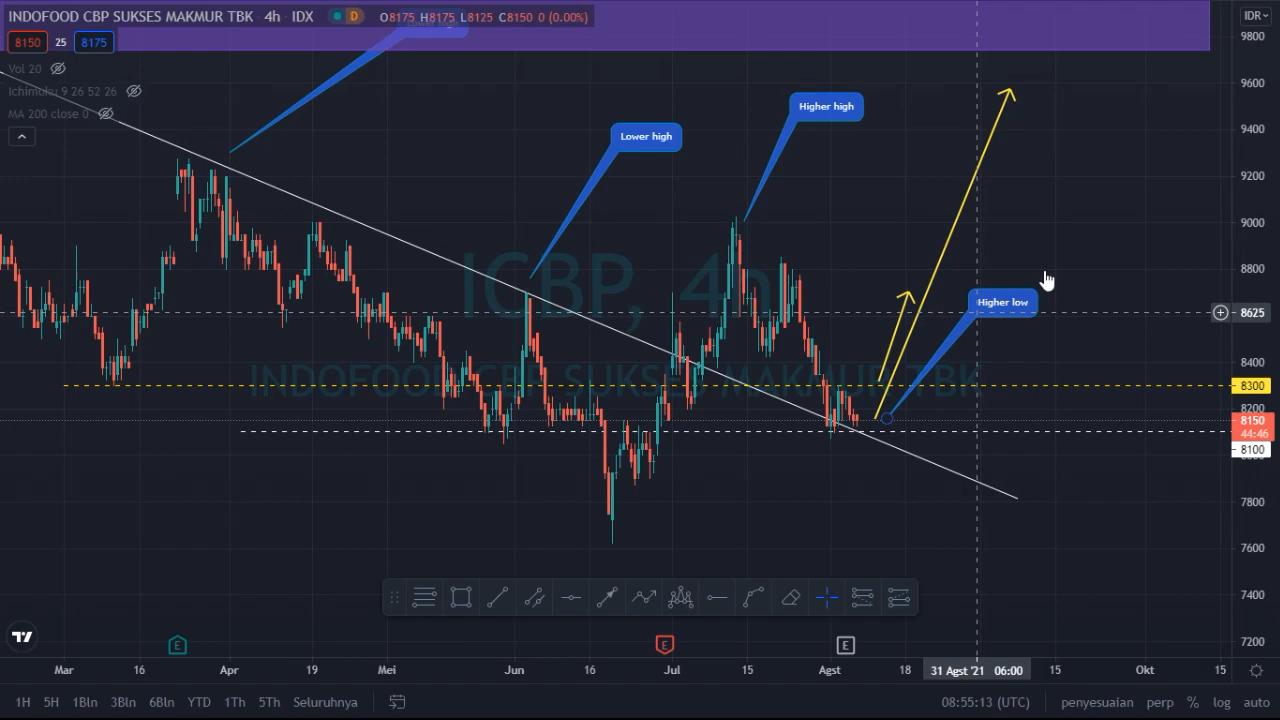 INDOFOOD CBP SUKSES MAKMUR TBK · 4h · IDX D O8175 H8175 L8125 C8150 0 (0.00%)
IDR
8150 25 8175
Vol 20
Ichimoku 9 26 52 26
MA 200 close 0
Lower high
Higher high
Higher low
ICBP, 4h
INDOFOOD CBP SUKSES MAKMUR TBK
9800
9600
9400
9200
9000
8800
8625
8400
8300
8200
8150
44:46
8100
7800
7600
7400
7200
E E E
Mar 16 Apr 19 Mei Jun 16 Jul 15 Agst 18 31 Agst '21 06:00 15 Okt 15
1H 5H 1Bln 3Bln 6Bln YTD 1Th 5Th Seluruhnya 08:55:13 (UTC) penyesuaian perp % log auto